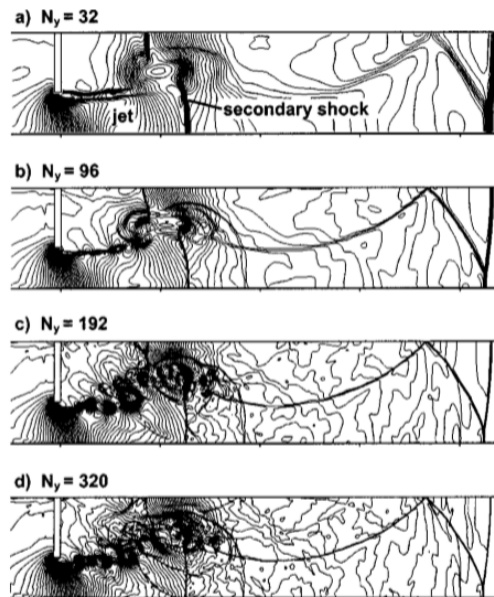 a) Ny = 32
jet
secondary shock
b) Ny = 96
c) Ny = 192
d) Ny = 320